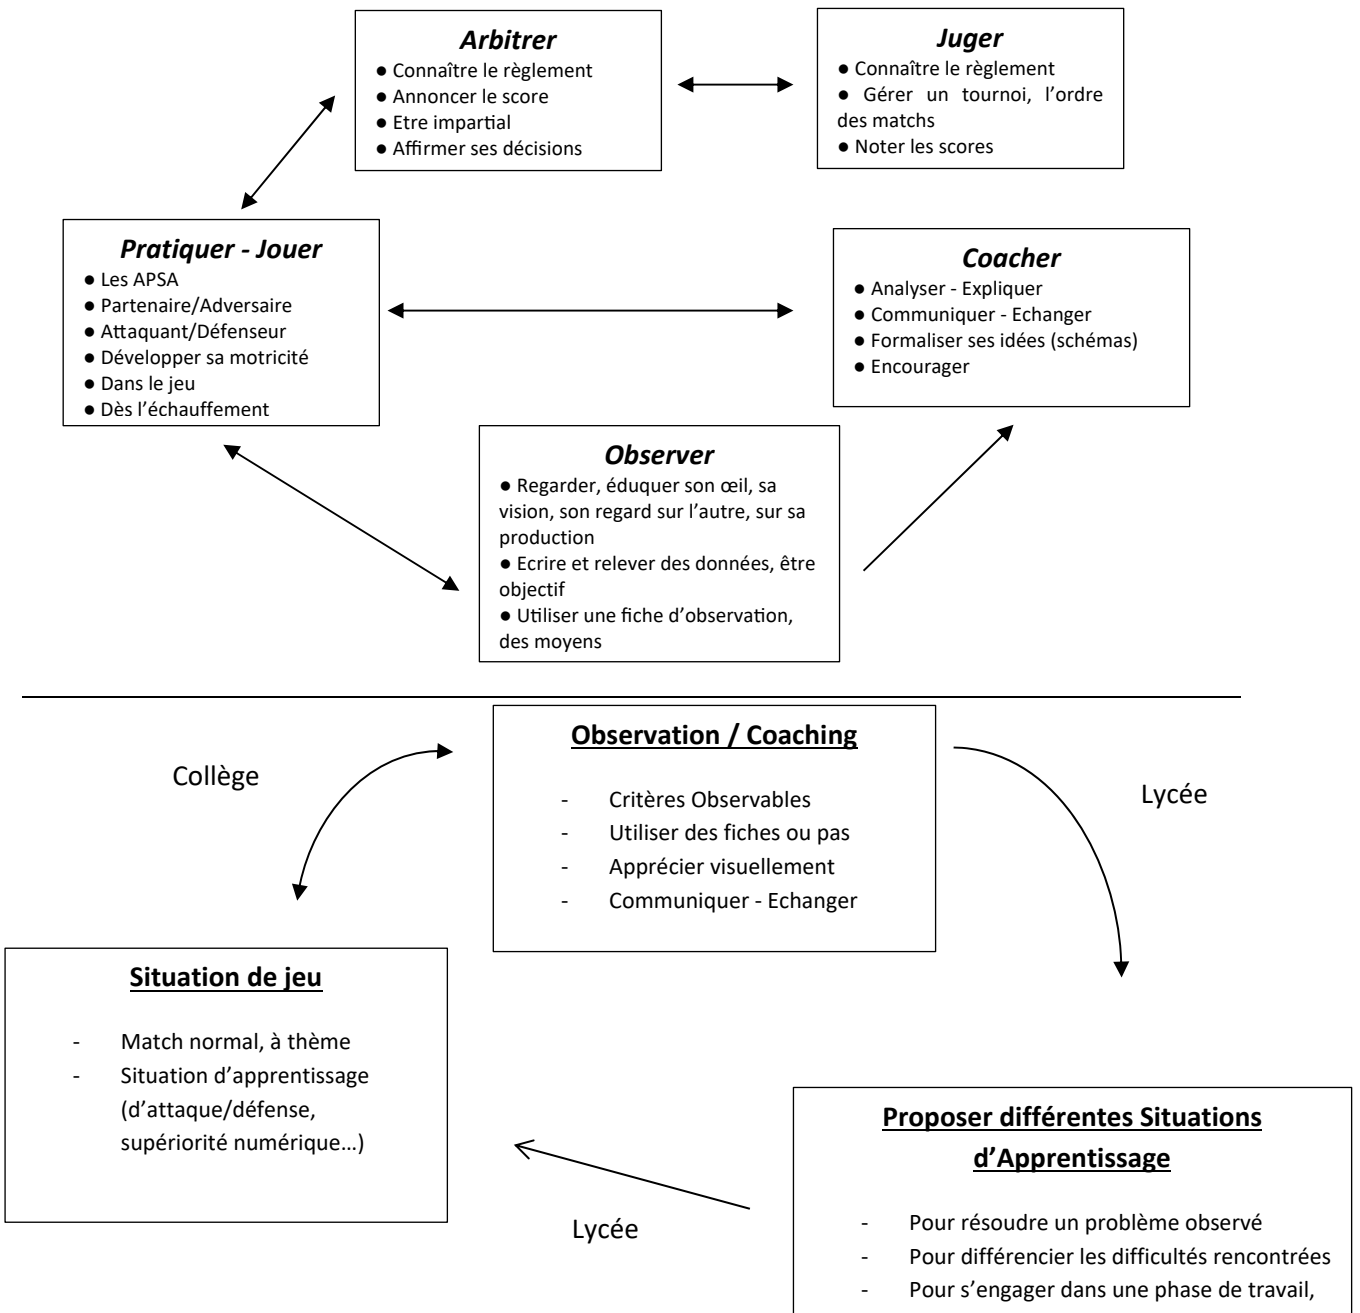 Arbitrer
● Connaître le règlement
● Annoncer le score
● Etre impartial
● Affirmer ses décisions
Juger
● Connaître le règlement
● Gérer un tournoi, l’ordre
des matchs
● Noter les scores
Pratiquer - Jouer
● Les APSA
● Partenaire/Adversaire
● Attaquant/Défenseur
● Développer sa motricité
● Dans le jeu
● Dès l’échauffement
Coacher
● Analyser - Expliquer
● Communiquer - Echanger
● Formaliser ses idées (schémas)
● Encourager
Observer
● Regarder, éduquer son œil, sa
vision, son regard sur l’autre, sur sa
production
● Ecrire et relever des données, être
objectif
● Utiliser une fiche d’observation,
des moyens
Collège
Observation / Coaching
- Critères Observables
- Utiliser des fiches ou pas
- Apprécier visuellement
- Communiquer - Echanger
Lycée
Situation de jeu
- Match normal, à thème
- Situation d’apprentissage
(d’attaque/défense,
supériorité numérique…)
Lycée
Proposer différentes Situations
d’Apprentissage
- Pour résoudre un problème observé
- Pour différencier les difficultés rencontrées
- Pour s’engager dans une phase de travail,